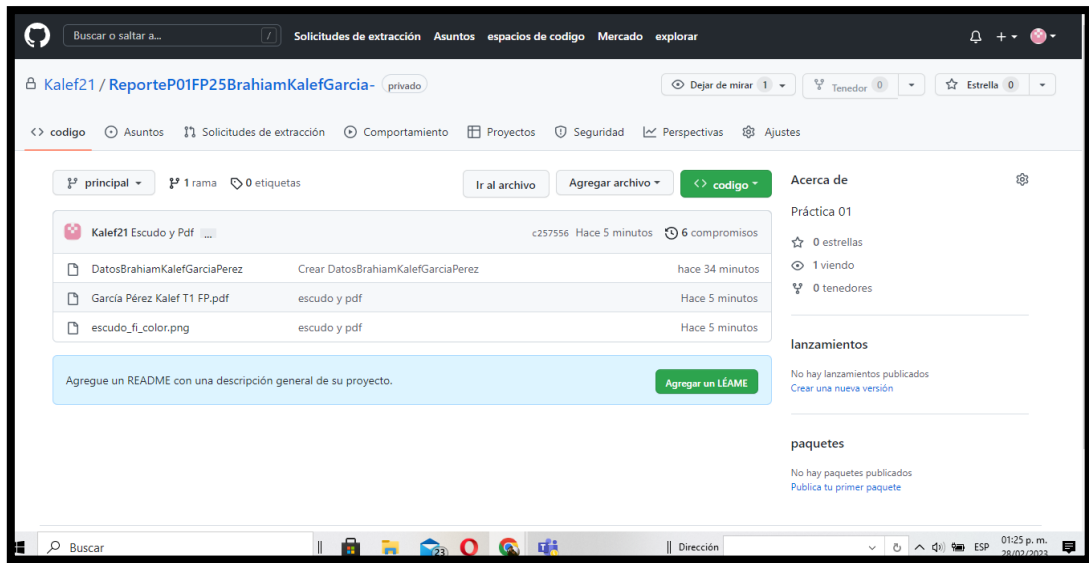 Buscar o saltar a... / Solicitudes de extracción Asuntos espacios de codigo Mercado explorar
Kalef21 / ReporteP01FP25BrahiamKalefGarcia- privado Dejar de mirar 1 Tenedor 0 Estrella 0
<> codigo Asuntos Solicitudes de extracción Comportamiento Proyectos Seguridad Perspectivas Ajustes
principal 1 rama 0 etiquetas Ir al archivo Agregar archivo <> codigo
Kalef21 Escudo y Pdf ... c257556 Hace 5 minutos 6 compromisos
DatosBrahiamKalefGarciaPerez Crear DatosBrahiamKalefGarciaPerez hace 34 minutos
García Pérez Kalef T1 FP.pdf escudo y pdf Hace 5 minutos
escudo_fi_color.png escudo y pdf Hace 5 minutos
Agregue un README con una descripción general de su proyecto. Agregar un LÉAME
Acerca de
Práctica 01
0 estrellas
1 viendo
0 tenedores
lanzamientos
No hay lanzamientos publicados
Crear una nueva versión
paquetes
No hay paquetes publicados
Publica tu primer paquete
Buscar 23 Dirección ESP 01:25 p. m.
28/02/2023